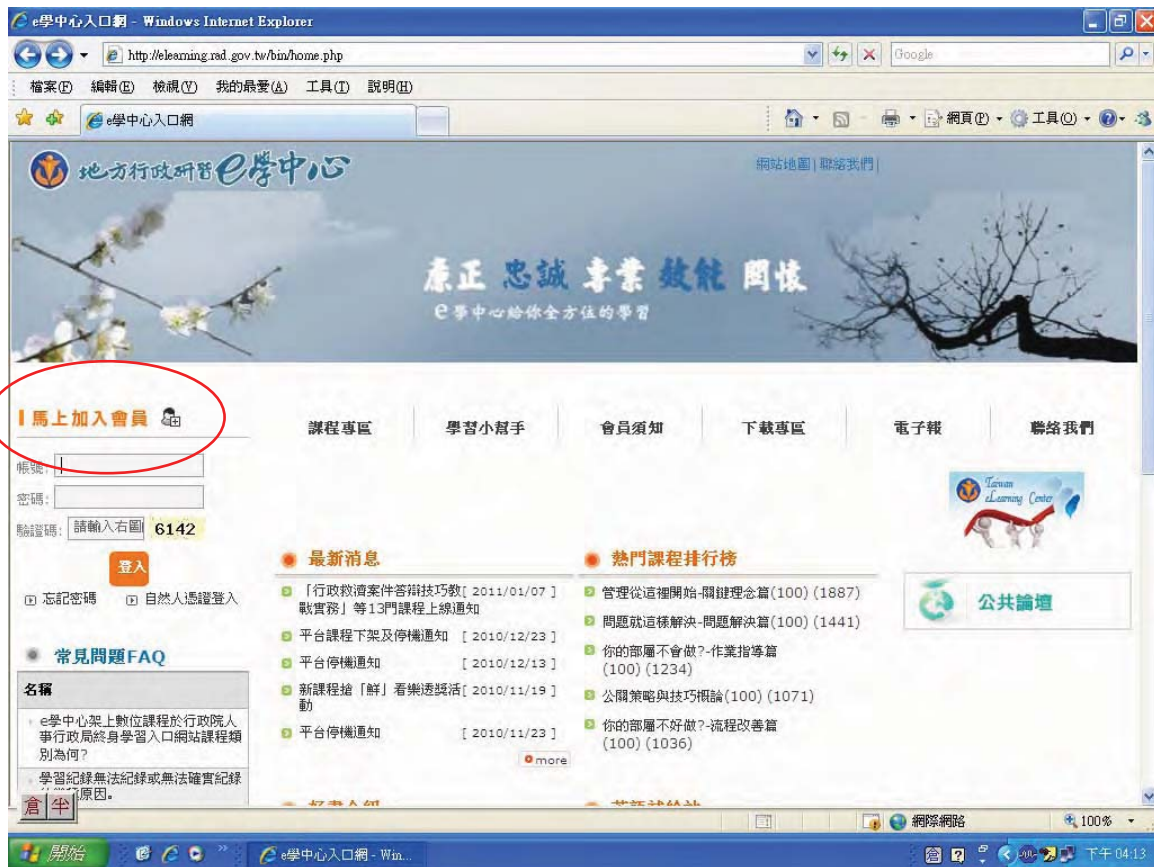 e學中心入口網 - Windows Internet Explorer
http://elearning.rad.gov.tw/bin/home.php
Google
檔案(F) 編輯(E) 檢視(V) 我的最愛(A) 工具(T) 說明(H)
e學中心入口網
網頁(P) 工具(O)
地方行政研習e學中心
網站地圖 | 聯絡我們 |
廉正 忠誠 專業 效能 關懷
e學中心給你全方位的學習
馬上加入會員
課程專區 學習小幫手 會員須知 下載專區 電子報 聯絡我們
帳號:
密碼:
驗證碼: 請輸入右圖 6142
登入
忘記密碼 自然人憑證登入
Taiwan
eLearning Center
公共論壇
最新消息
「行政救濟案件答辯技巧教[ 2011/01/07 ]
戰實務」等13門課程上線通知
平台課程下架及停機通知 [ 2010/12/23 ]
平台停機通知 [ 2010/12/13 ]
新課程搶「鮮」看樂透獎活[ 2010/11/19 ]
動
平台停機通知 [ 2010/11/23 ]
more
熱門課程排行榜
管理從這裡開始-關鍵理念篇(100) (1887)
問題就這樣解決-問題解決篇(100) (1441)
你的部屬不會做?-作業指導篇
(100) (1234)
公關策略與技巧概論(100) (1071)
你的部屬不好做?-流程改善篇
(100) (1036)
常見問題FAQ
名稱
e學中心架上數位課程於行政院人
事行政局終身學習入口網站課程類
別為何?
學習紀錄無法紀錄或無法確實紀錄
原因。
倉 半
網際網路 100%
開始 e學中心入口網 - Win... 下午 04:13